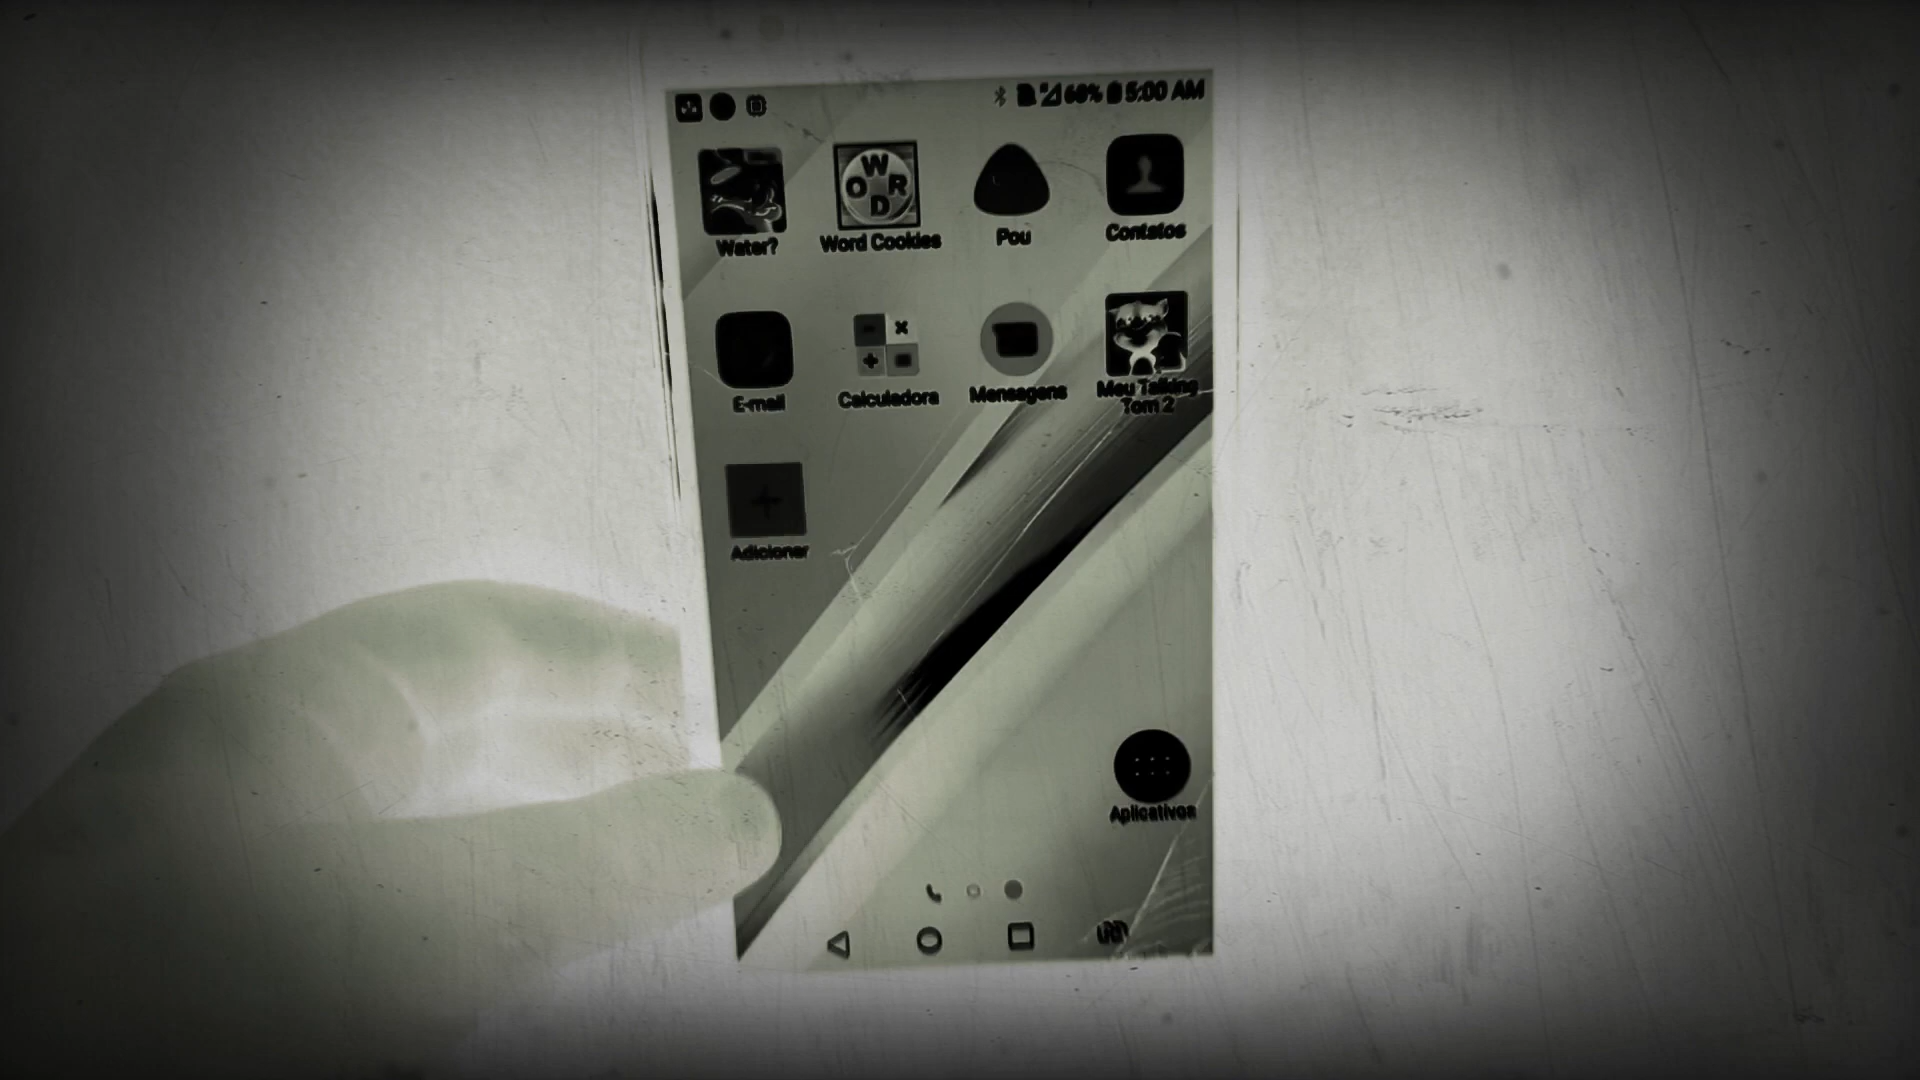 68% 5:00 AM
W
O R
D
Water?
Word Cookies
Pou
Contatos
E-mail
Calculadora
Mensagens
Meu Talking
Tom 2
Adicionar
Aplicativos